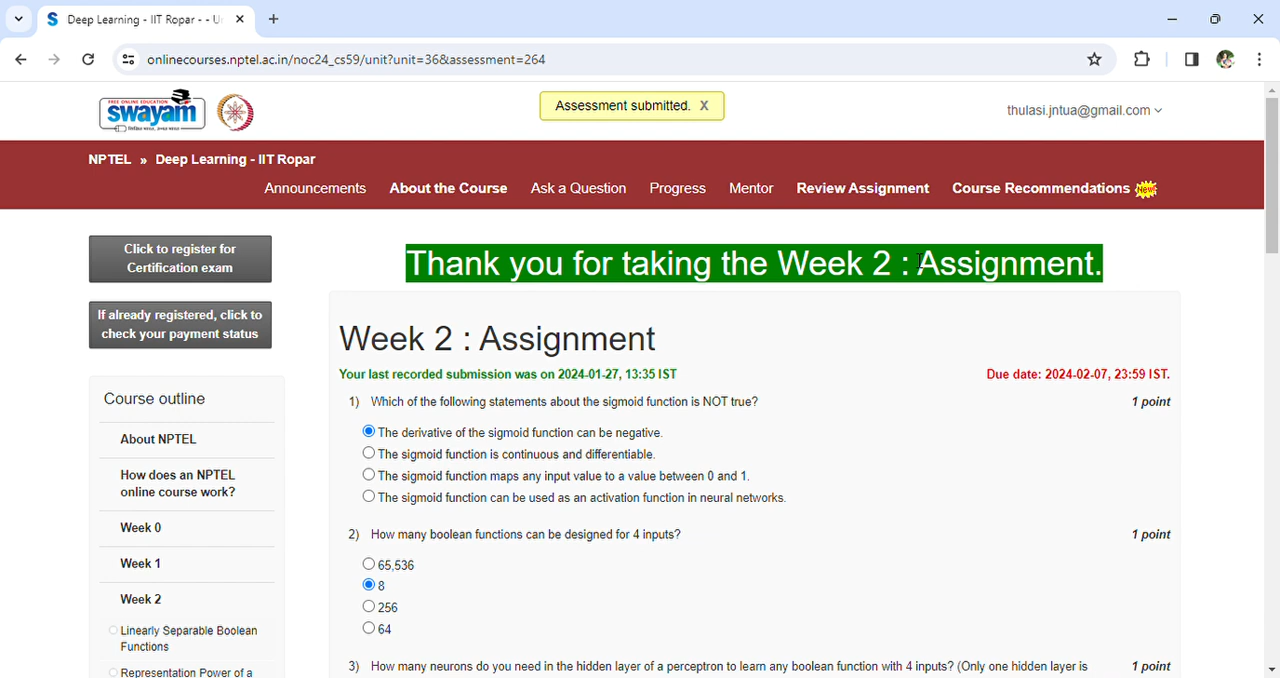 Deep Learning - IIT Ropar - - U
onlinecourses.nptel.ac.in/noc24_cs59/unit?unit=36&assessment=264
FREE ONLINE EDUCATION
swayam
Assessment submitted. X
thulasi.jntua@gmail.com
NPTEL » Deep Learning - IIT Ropar
Announcements About the Course Ask a Question Progress Mentor Review Assignment Course Recommendations New
Click to register for
Certification exam
If already registered, click to
check your payment status
Course outline
About NPTEL
How does an NPTEL
online course work?
Week 0
Week 1
Week 2
Linearly Separable Boolean
Functions
Representation Power of a
Thank you for taking the Week 2 : Assignment.
Week 2 : Assignment
Your last recorded submission was on 2024-01-27, 13:35 IST Due date: 2024-02-07, 23:59 IST.
1) Which of the following statements about the sigmoid function is NOT true? 1 point
The derivative of the sigmoid function can be negative.
The sigmoid function is continuous and differentiable.
The sigmoid function maps any input value to a value between 0 and 1.
The sigmoid function can be used as an activation function in neural networks.
2) How many boolean functions can be designed for 4 inputs? 1 point
65,536
8
256
64
3) How many neurons do you need in the hidden layer of a perceptron to learn any boolean function with 4 inputs? (Only one hidden layer is 1 point